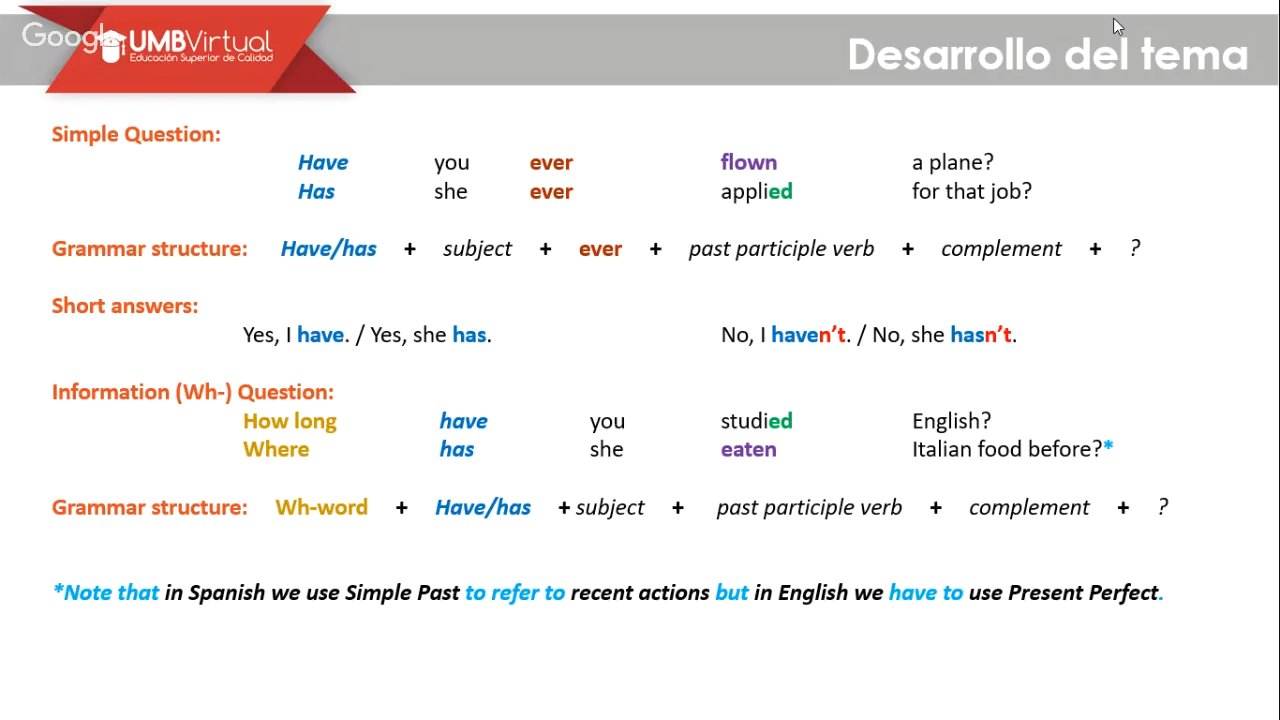 Google
UMBVirtual
Educación Superior de Calidad
Desarrollo del tema
Simple Question:
Have you ever flown a plane?
Has she ever applied for that job?
Grammar structure: Have/has + subject + ever + past participle verb + complement + ?
Short answers:
Yes, I have. / Yes, she has. No, I haven’t. / No, she hasn’t.
Information (Wh-) Question:
How long have you studied English?
Where has she eaten Italian food before?*
Grammar structure: Wh-word + Have/has + subject + past participle verb + complement + ?
*Note that in Spanish we use Simple Past to refer to recent actions but in English we have to use Present Perfect.